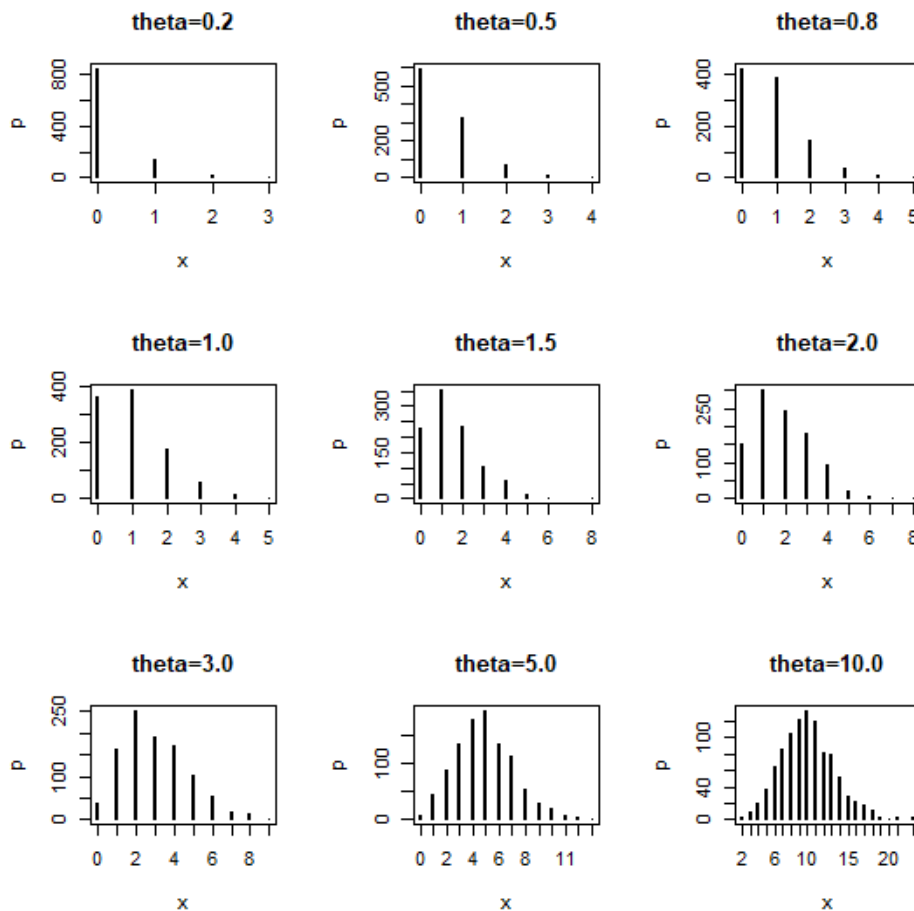 theta=0.2
p
0 400 800
0 1 2 3
x
theta=0.5
p
0 200 500
0 1 2 3 4
x
theta=0.8
p
0 200 400
0 1 2 3 4 5
x
theta=1.0
p
0 200 400
0 1 2 3 4 5
x
theta=1.5
p
0 150 300
0 2 4 6 8
x
theta=2.0
p
0 100 250
0 2 4 6 8
x
theta=3.0
p
0 100 250
0 2 4 6 8
x
theta=5.0
p
0 100
0 2 4 6 8 11
x
theta=10.0
p
0 40 100
2 6 10 15 20
x